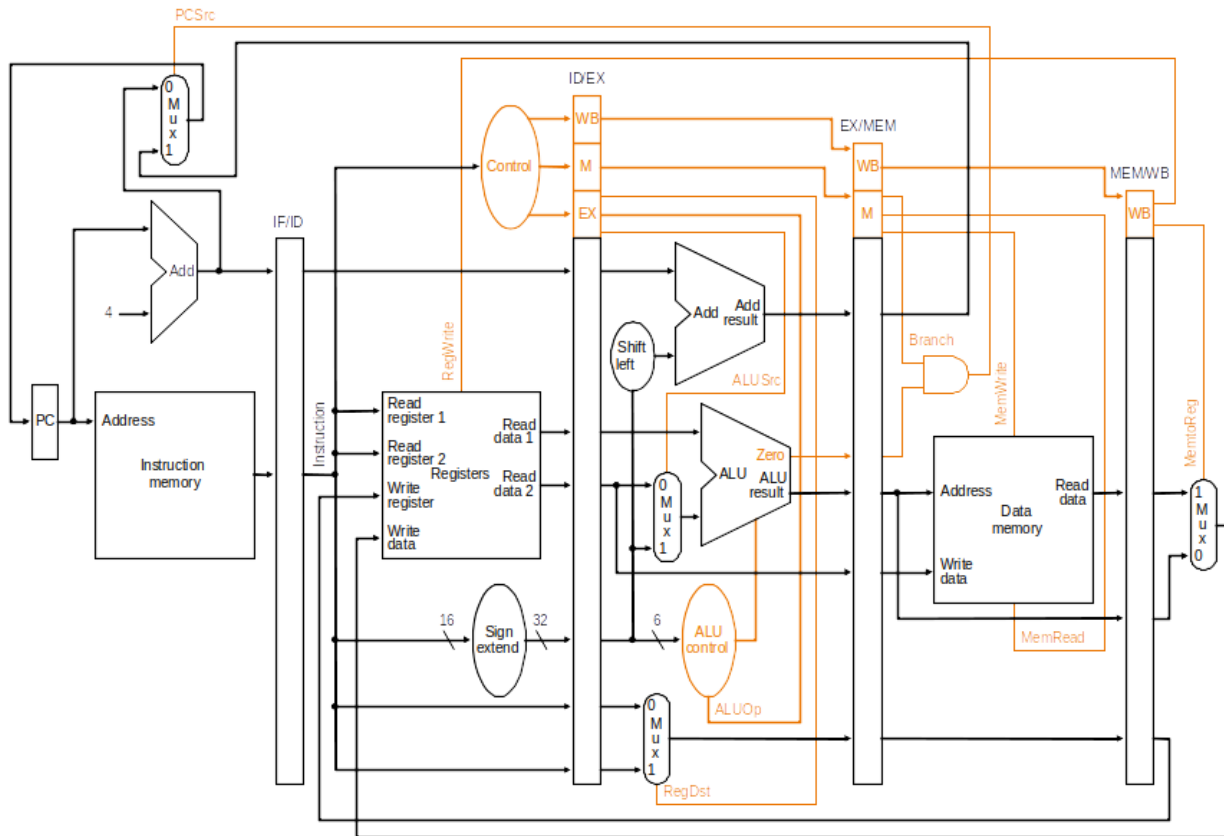 PCSrc
0
M
u
x
1
ID/EX
WB
M
EX
Control
EX/MEM
WB
M
MEM/WB
WB
IF/ID
Add
4
Add
Add
result
Shift
left
RegWrite
ALUSrc
Branch
MemWrite
MemtoReg
PC
Address
Instruction
memory
Instruction
Read
register 1
Read
register 2
Write
register
Write
data
Registers
Read
data 1
Read
data 2
0
M
u
x
1
ALU
Zero
ALU
result
Address
Read
data
Data
memory
Write
data
1
M
u
x
0
16
Sign
extend
32
6
ALU
control
MemRead
ALUOp
0
M
u
x
1
RegDst